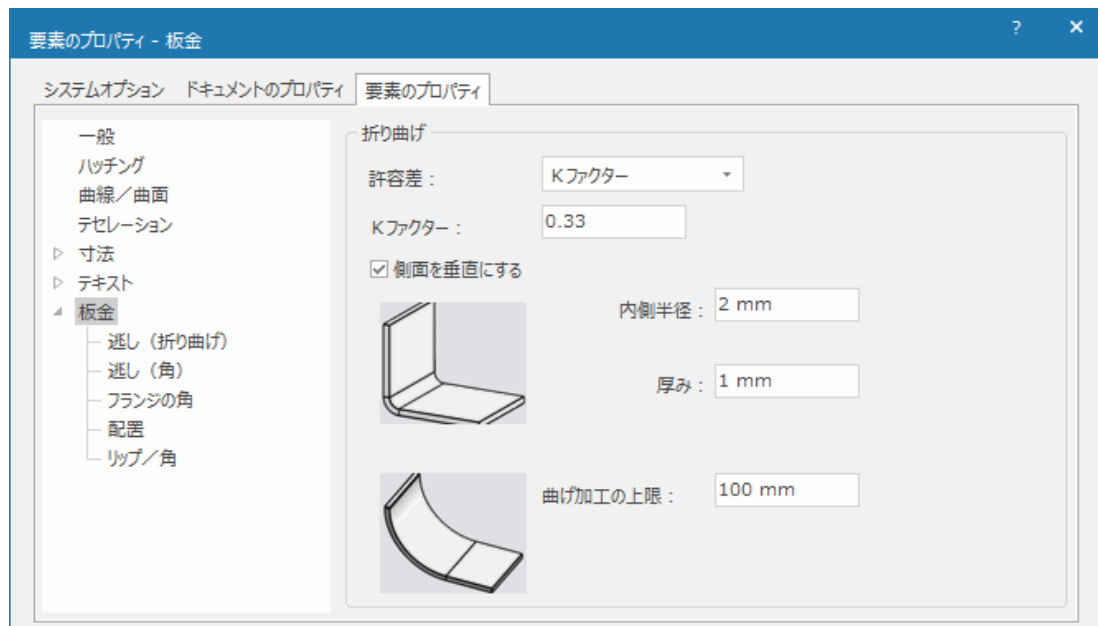 要素のプロパティ - 板金
? ×
システムオプション ドキュメントのプロパティ 要素のプロパティ
一般
ハッチング
曲線／曲面
テセレーション
寸法
テキスト
板金
逃し（折り曲げ）
逃し（角）
フランジの角
配置
リップ／角
折り曲げ
許容差： Kファクター
Kファクター： 0.33
側面を垂直にする
内側半径： 2 mm
厚み： 1 mm
曲げ加工の上限： 100 mm